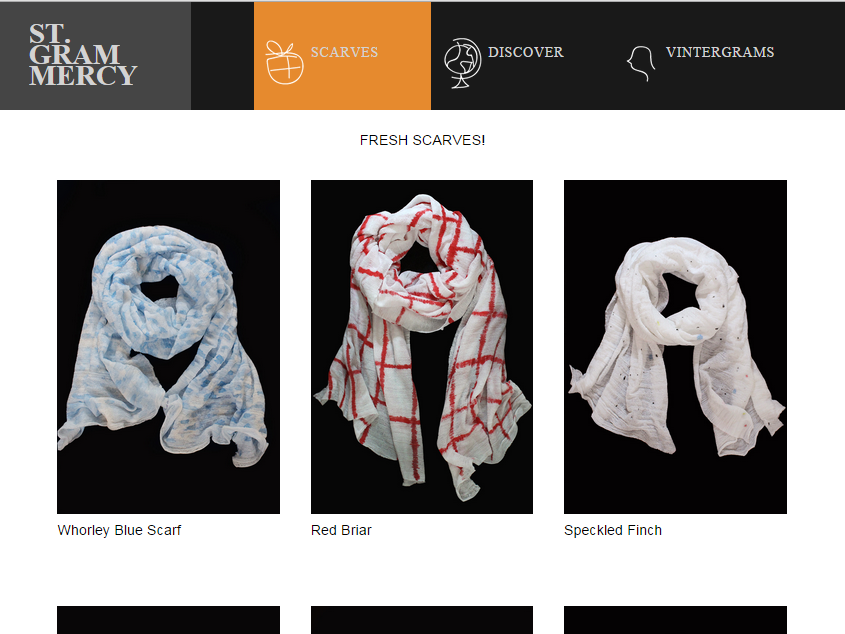 ST.
GRAM
MERCY
SCARVES
DISCOVER
VINTERGRAMS
FRESH SCARVES!
Whorley Blue Scarf
Red Briar
Speckled Finch